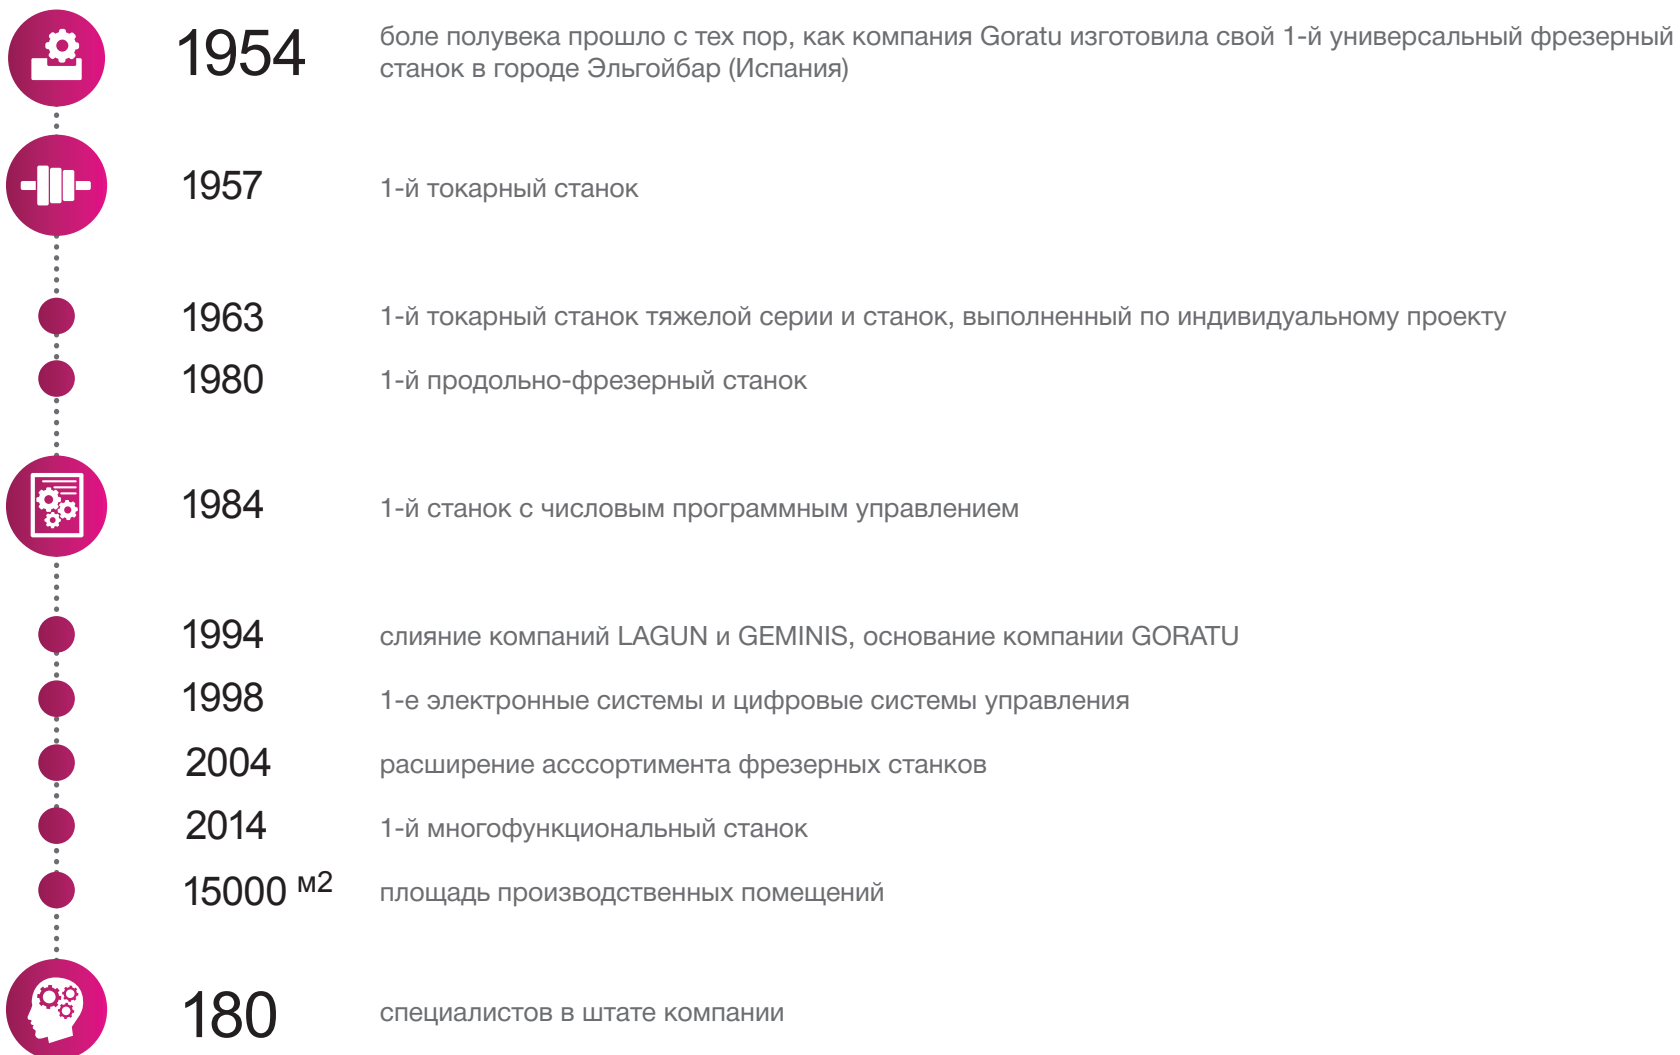 1954
боле полувека прошло с тех пор, как компания Goratu изготовила свой 1-й универсальный фрезерный
станок в городе Эльгойбар (Испания)
1957
1-й токарный станок
1963
1-й токарный станок тяжелой серии и станок, выполненный по индивидуальному проекту
1980
1-й продольно-фрезерный станок
1984
1-й станок с числовым программным управлением
1994
слияние компаний LAGUN и GEMINIS, основание компании GORATU
1998
1-е электронные системы и цифровые системы управления
2004
расширение асссортимента фрезерных станков
2014
1-й многофункциональный станок
15000 м2
площадь производственных помещений
180
специалистов в штате компании